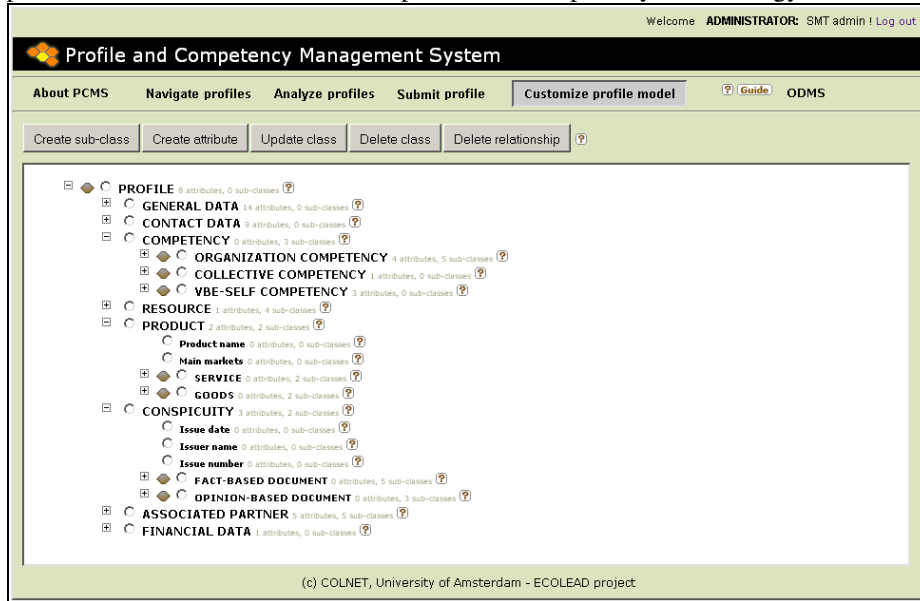 Welcome ADMINISTRATOR: SMT admin ! Log out
Profile and Competency Management System
About PCMS Navigate profiles Analyze profiles Submit profile Customize profile model ? Guide ODMS
Create sub-class Create attribute Update class Delete class Delete relationship ?
PROFILE 8 attributes, 0 sub-classes ?
GENERAL DATA 14 attributes, 0 sub-classes ?
CONTACT DATA 9 attributes, 0 sub-classes ?
COMPETENCY 0 attributes, 3 sub-classes ?
ORGANIZATION COMPETENCY 4 attributes, 5 sub-classes ?
COLLECTIVE COMPETENCY 1 attributes, 0 sub-classes ?
VBE-SELF COMPETENCY 3 attributes, 0 sub-classes ?
RESOURCE 1 attributes, 4 sub-classes ?
PRODUCT 2 attributes, 2 sub-classes ?
Product name 0 attributes, 0 sub-classes ?
Main markets 0 attributes, 0 sub-classes ?
SERVICE 0 attributes, 2 sub-classes ?
GOODS 0 attributes, 2 sub-classes ?
CONSPICUITY 3 attributes, 2 sub-classes ?
Issue date 0 attributes, 0 sub-classes ?
Issuer name 0 attributes, 0 sub-classes ?
Issue number 0 attributes, 0 sub-classes ?
FACT-BASED DOCUMENT 0 attributes, 5 sub-classes ?
OPINION-BASED DOCUMENT 0 attributes, 3 sub-classes ?
ASSOCIATED PARTNER 5 attributes, 5 sub-classes ?
FINANCIAL DATA 1 attributes, 0 sub-classes ?
(c) COLNET, University of Amsterdam - ECOLEAD project